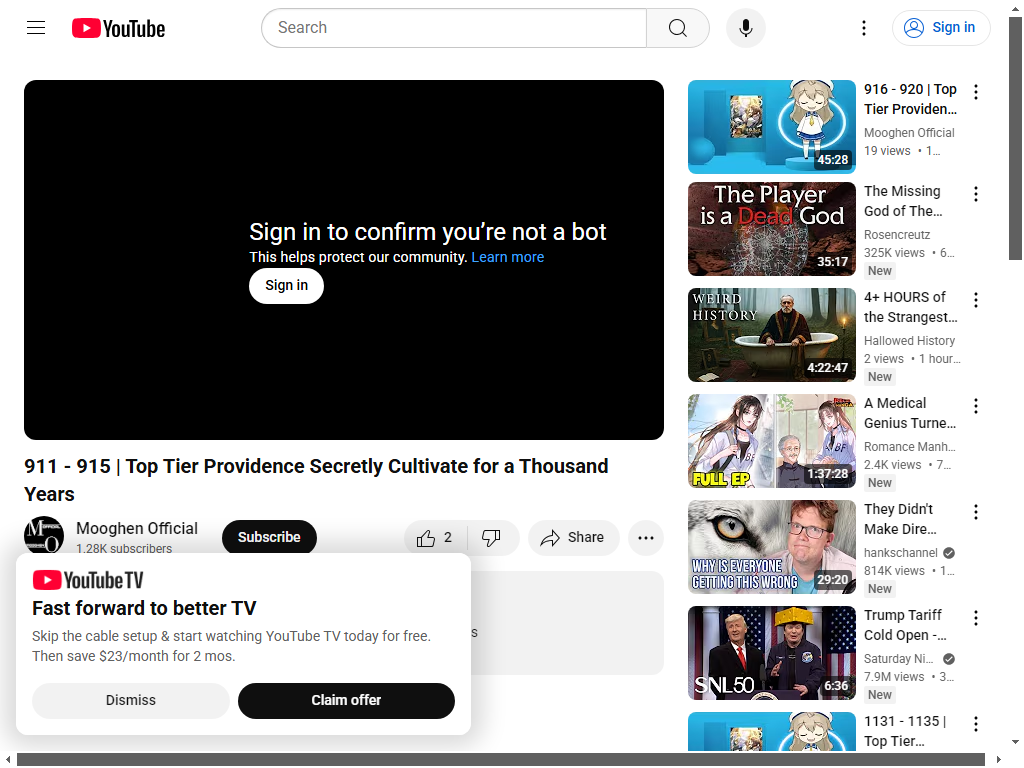 YouTube
Search
Sign in
Sign in to confirm you're not a bot
This helps protect our community. Learn more
Sign in
911 - 915 | Top Tier Providence Secretly Cultivate for a Thousand
Years
Mooghen Official
1.28K subscribers
Subscribe
2
Share
s
YouTube TV
Fast forward to better TV
Skip the cable setup & start watching YouTube TV today for free.
Then save $23/month for 2 mos.
Dismiss
Claim offer
45:28
916 - 920 | Top
Tier Providen...
Mooghen Official
19 views • 1...
The Player
is a Dead God
35:17
The Missing
God of The...
Rosencreutz
325K views • 6...
New
WEIRD
HISTORY
4:22:47
4+ HOURS of
the Strangest...
Hallowed History
2 views • 1 hour...
New
FULL EP
1:37:28
A Medical
Genius Turne...
Romance Manh...
2.4K views • 7...
New
WHY IS EVERYONE
GETTING THIS WRONG
29:20
They Didn't
Make Dire...
hankschannel
814K views • 1...
New
SNL50
6:36
Trump Tariff
Cold Open -...
Saturday Ni...
7.9M views • 3...
New
1131 - 1135 |
Top Tier...